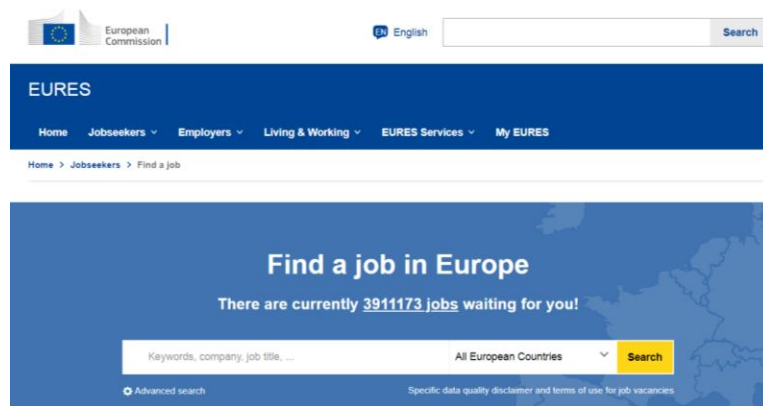 European
Commission
EN English
Search
EURES
Home Jobseekers Employers Living & Working EURES Services My EURES
Home > Jobseekers > Find a job
Find a job in Europe
There are currently 3911173 jobs waiting for you!
Keywords, company, job title, ... All European Countries Search
Advanced search Specific data quality disclaimer and terms of use for job vacancies